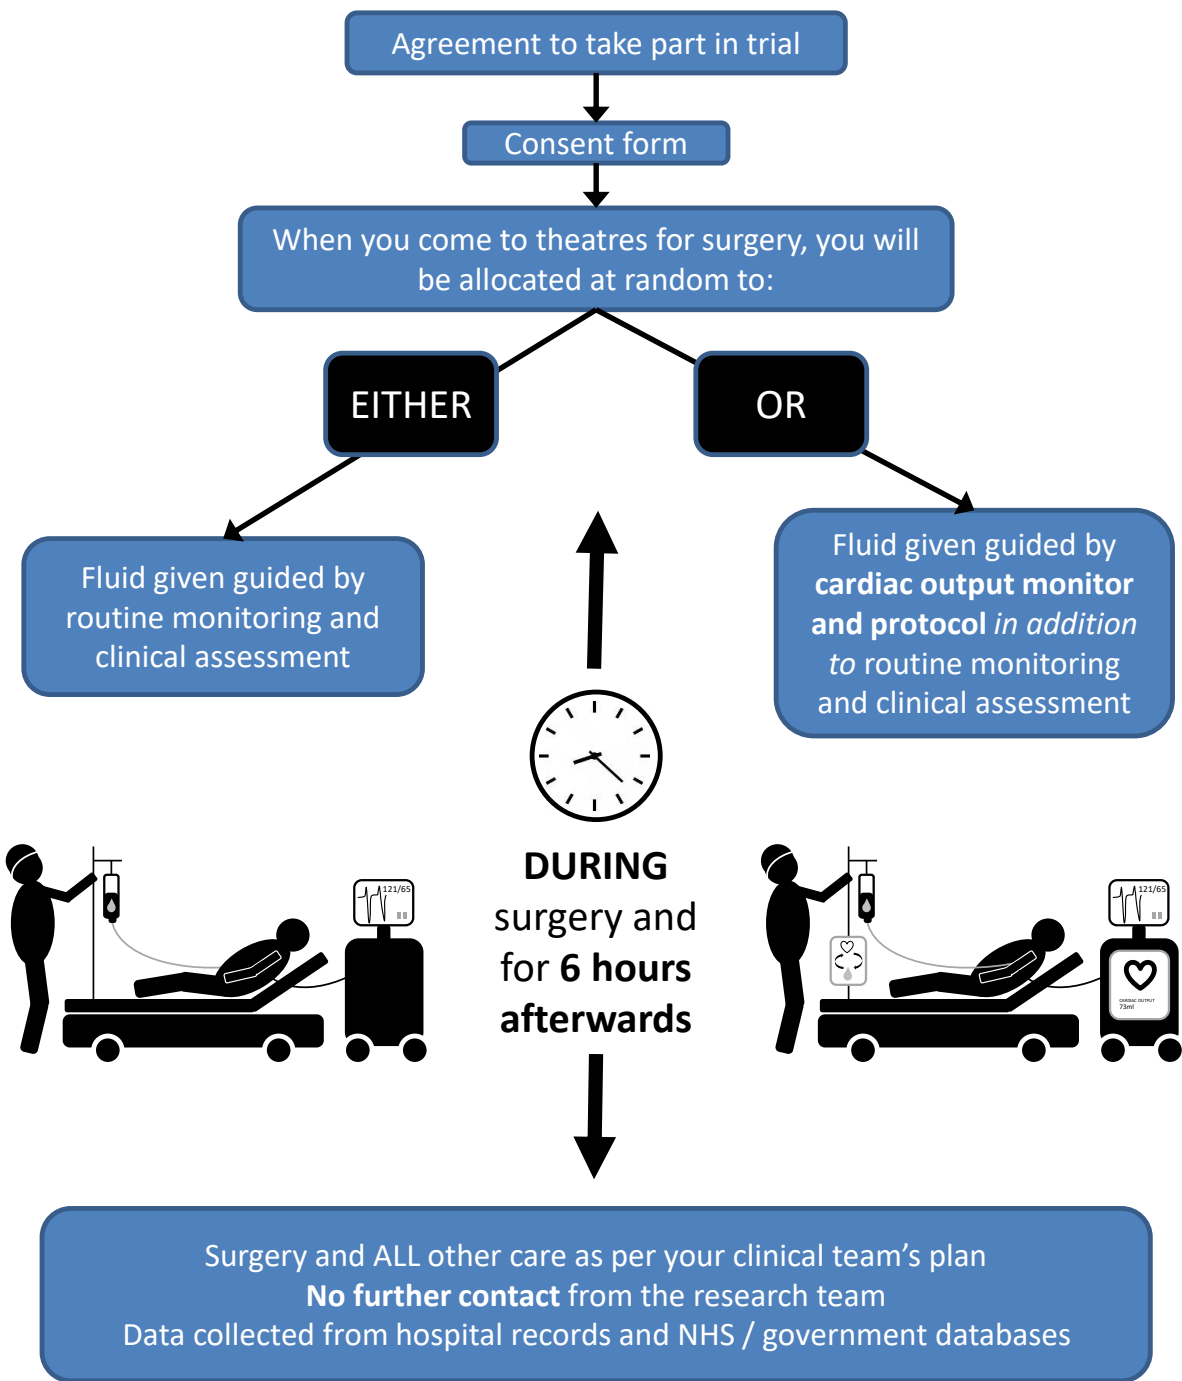 Agreement to take part in trial
Consent form
When you come to theatres for surgery, you will
be allocated at random to:
EITHER
OR
Fluid given guided by
routine monitoring and
clinical assessment
Fluid given guided by
cardiac output monitor
and protocol in addition
to routine monitoring
and clinical assessment
DURING
surgery and
for 6 hours
afterwards
121/65
121/65
CARDIAC OUTPUT
73ml
Surgery and ALL other care as per your clinical team’s plan
No further contact from the research team
Data collected from hospital records and NHS / government databases